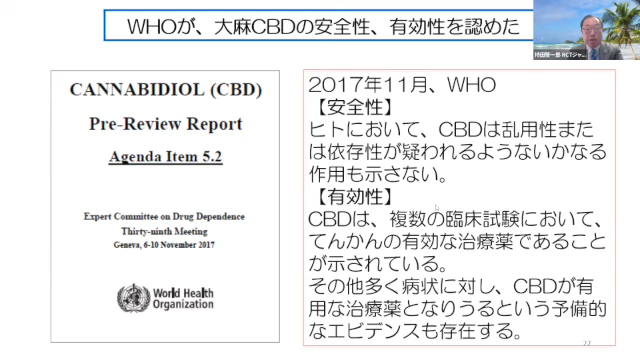 WHOが、大麻CBDの安全性、有効性を認めた
CANNABIDIOL (CBD)
Pre-Review Report
Agenda Item 5.2
Expert Committee on Drug Dependence
Thirty-ninth Meeting
Geneva, 6-10 November 2017
World Health
Organization
2017年11月、WHO
【安全性】
ヒトにおいて、CBDは乱用性また
は依存性が疑われるようないかなる
作用も示さない。
【有効性】
CBDは、複数の臨床試験において、
てんかんの有効な治療薬であること
が示されている。
その他多く病状に対し、CBDが有
用な治療薬となりうるという予備的
なエビデンスも存在する。